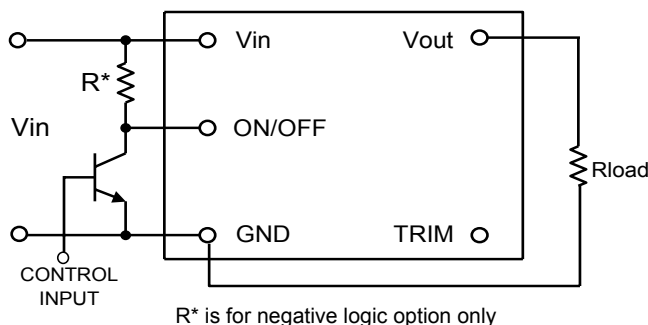 Vin
Vout
R*
Vin
ON/OFF
Rload
GND
TRIM
CONTROL
INPUT
R* is for negative logic option only